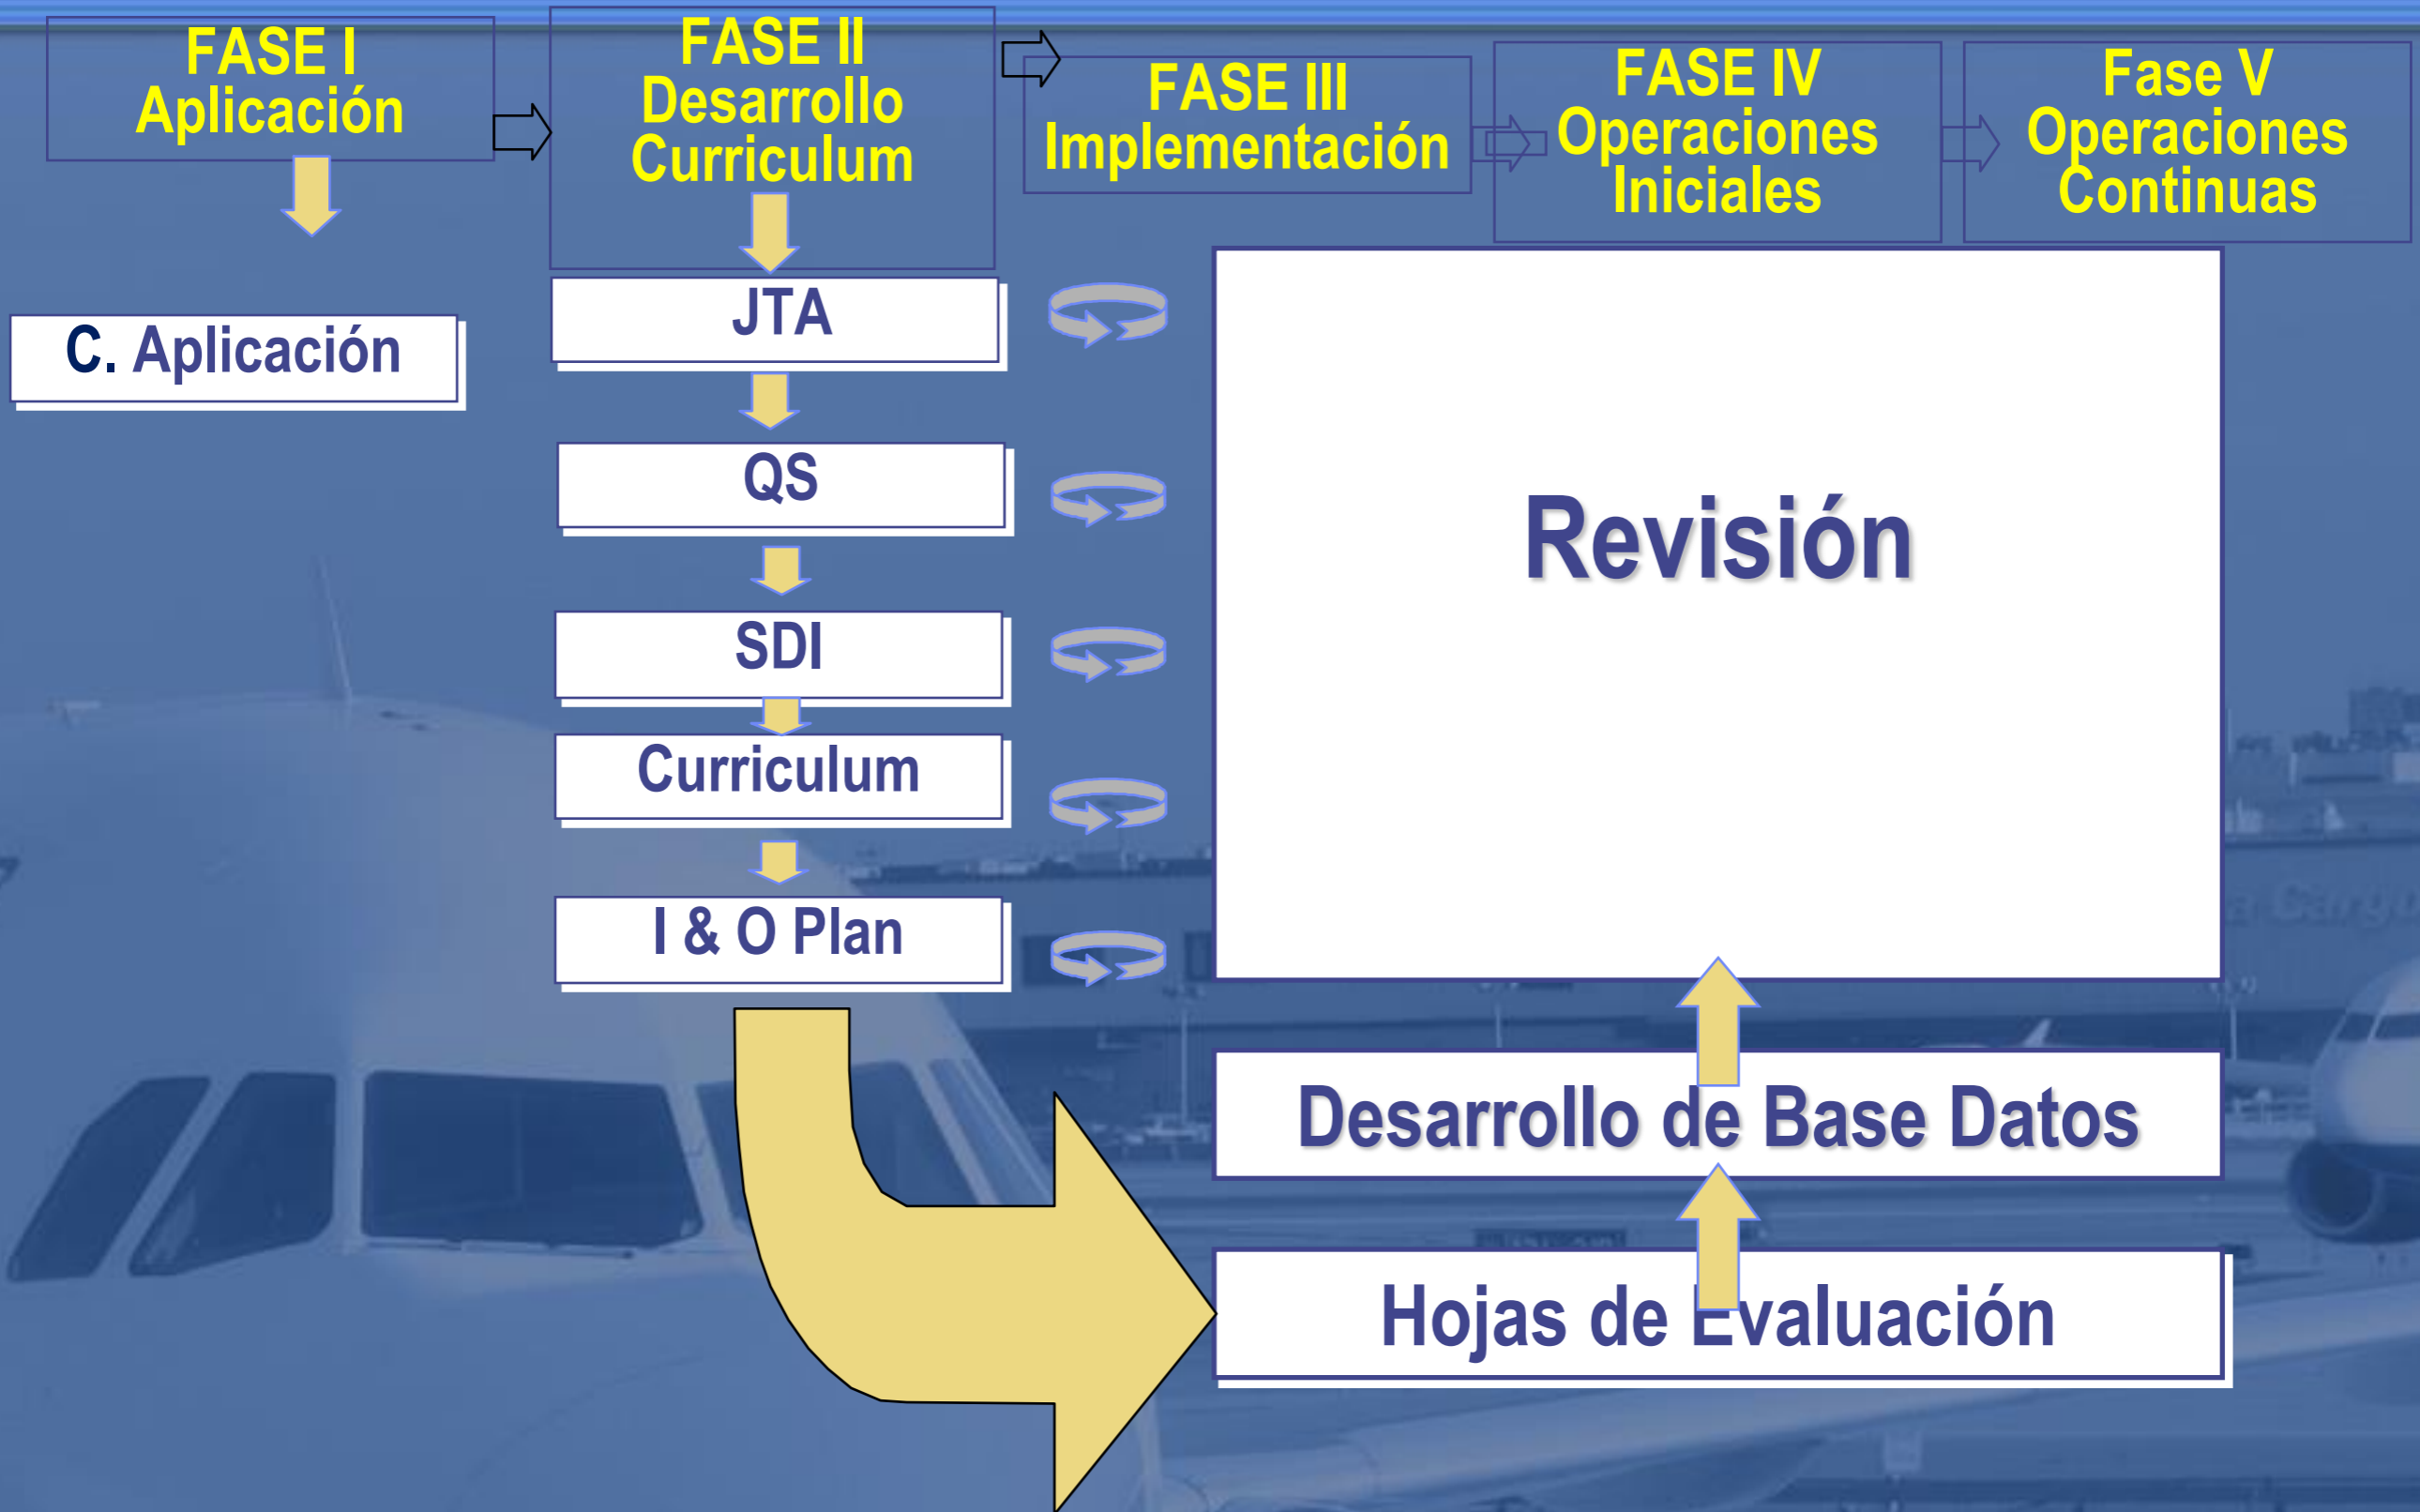 FASE I
Aplicación
FASE II
Desarrollo
Curriculum
FASE III
Implementación
FASE IV
Operaciones
Iniciales
Fase V
Operaciones
Continuas
C. Aplicación
JTA
QS
SDI
Curriculum
I & O Plan
Revisión
Desarrollo de Base Datos
Hojas de Evaluación